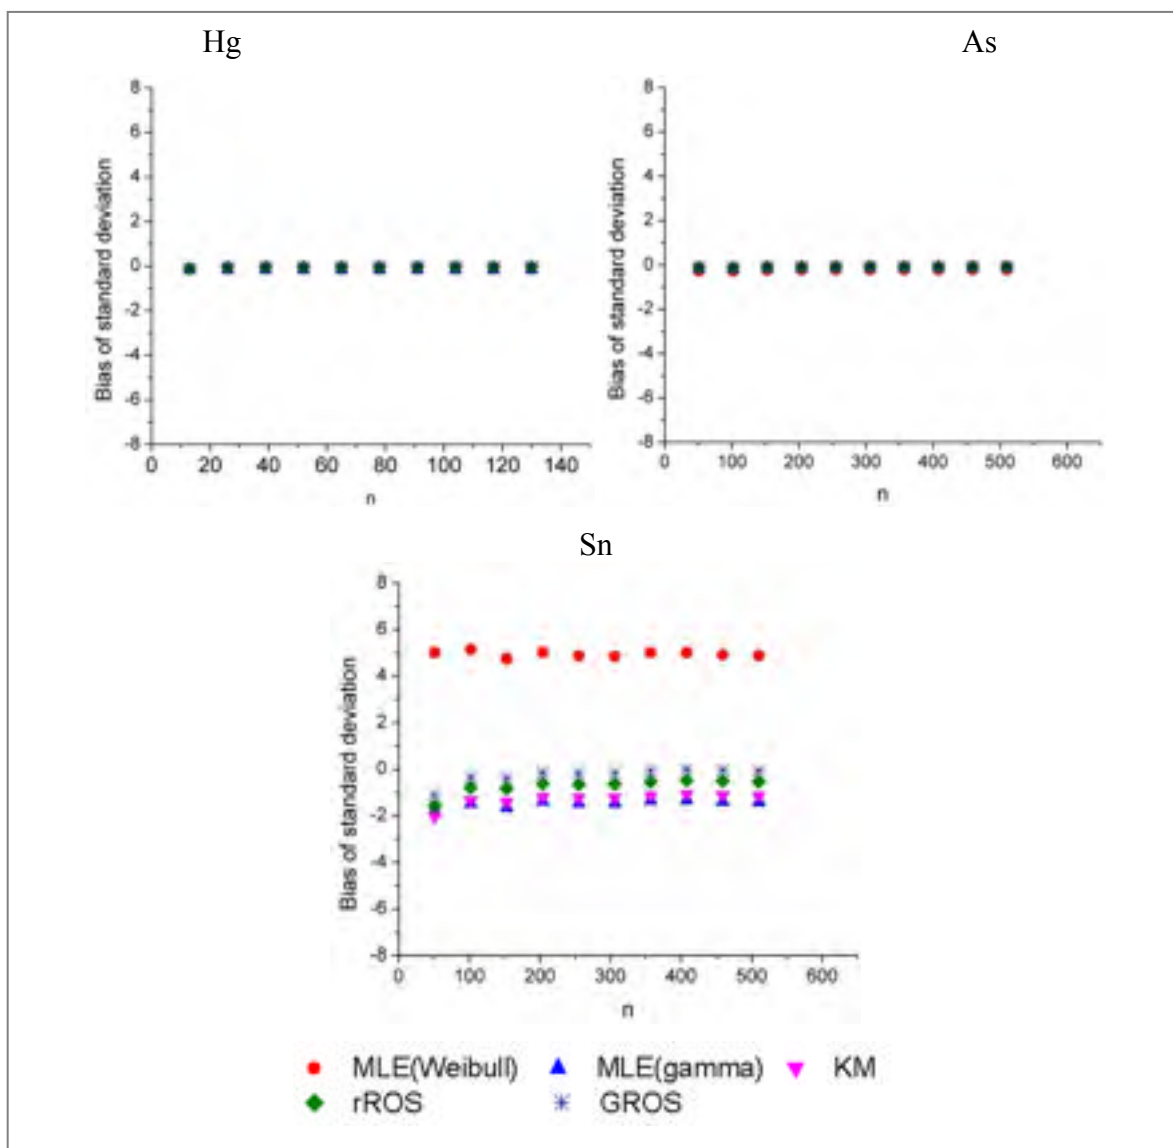 Hg
As
Bias of standard deviation
8
6
4
2
0
-2
-4
-6
-8
0 20 40 60 80 100 120 140
n
Bias of standard deviation
8
6
4
2
0
-2
-4
-6
-8
0 100 200 300 400 500 600
n
Sn
Bias of standard deviation
8
6
4
2
0
-2
-4
-6
-8
0 100 200 300 400 500 600
n
MLE(Weibull) MLE(gamma) KM
rROS GROS